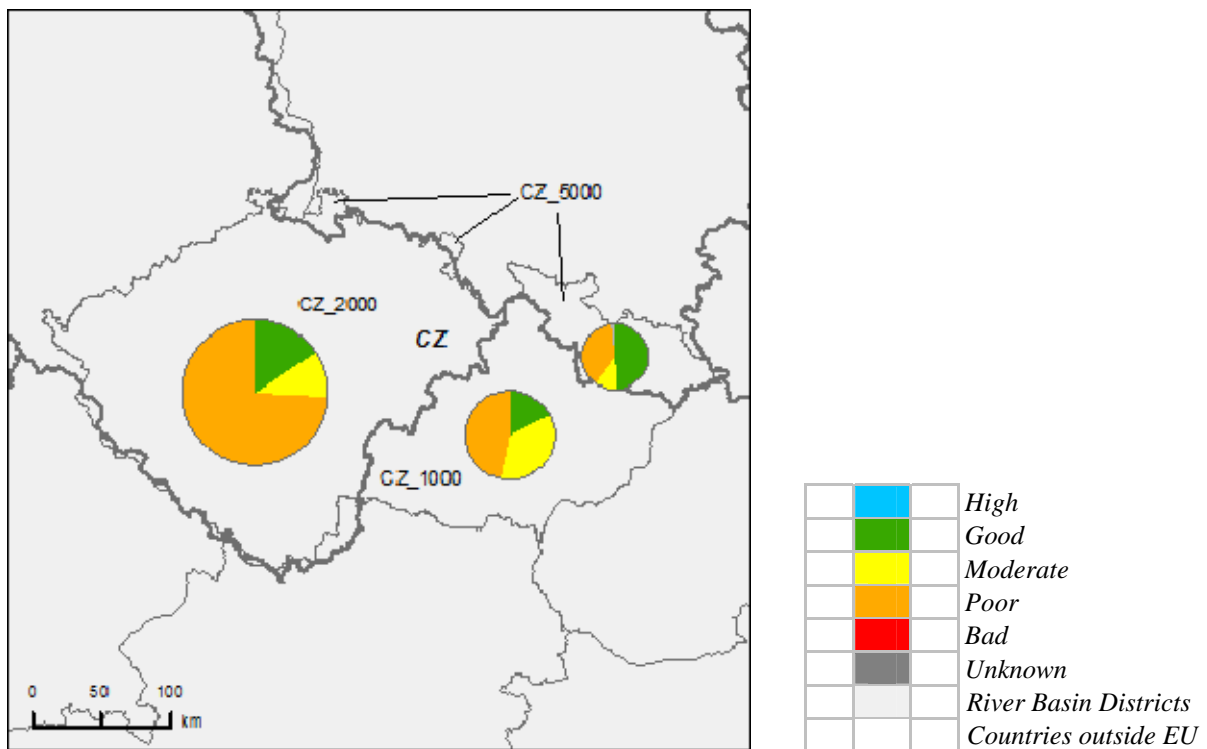 CZ_5000
CZ_2000
CZ
CZ_1000
0 50 100
km
High
Good
Moderate
Poor
Bad
Unknown
River Basin Districts
Countries outside EU